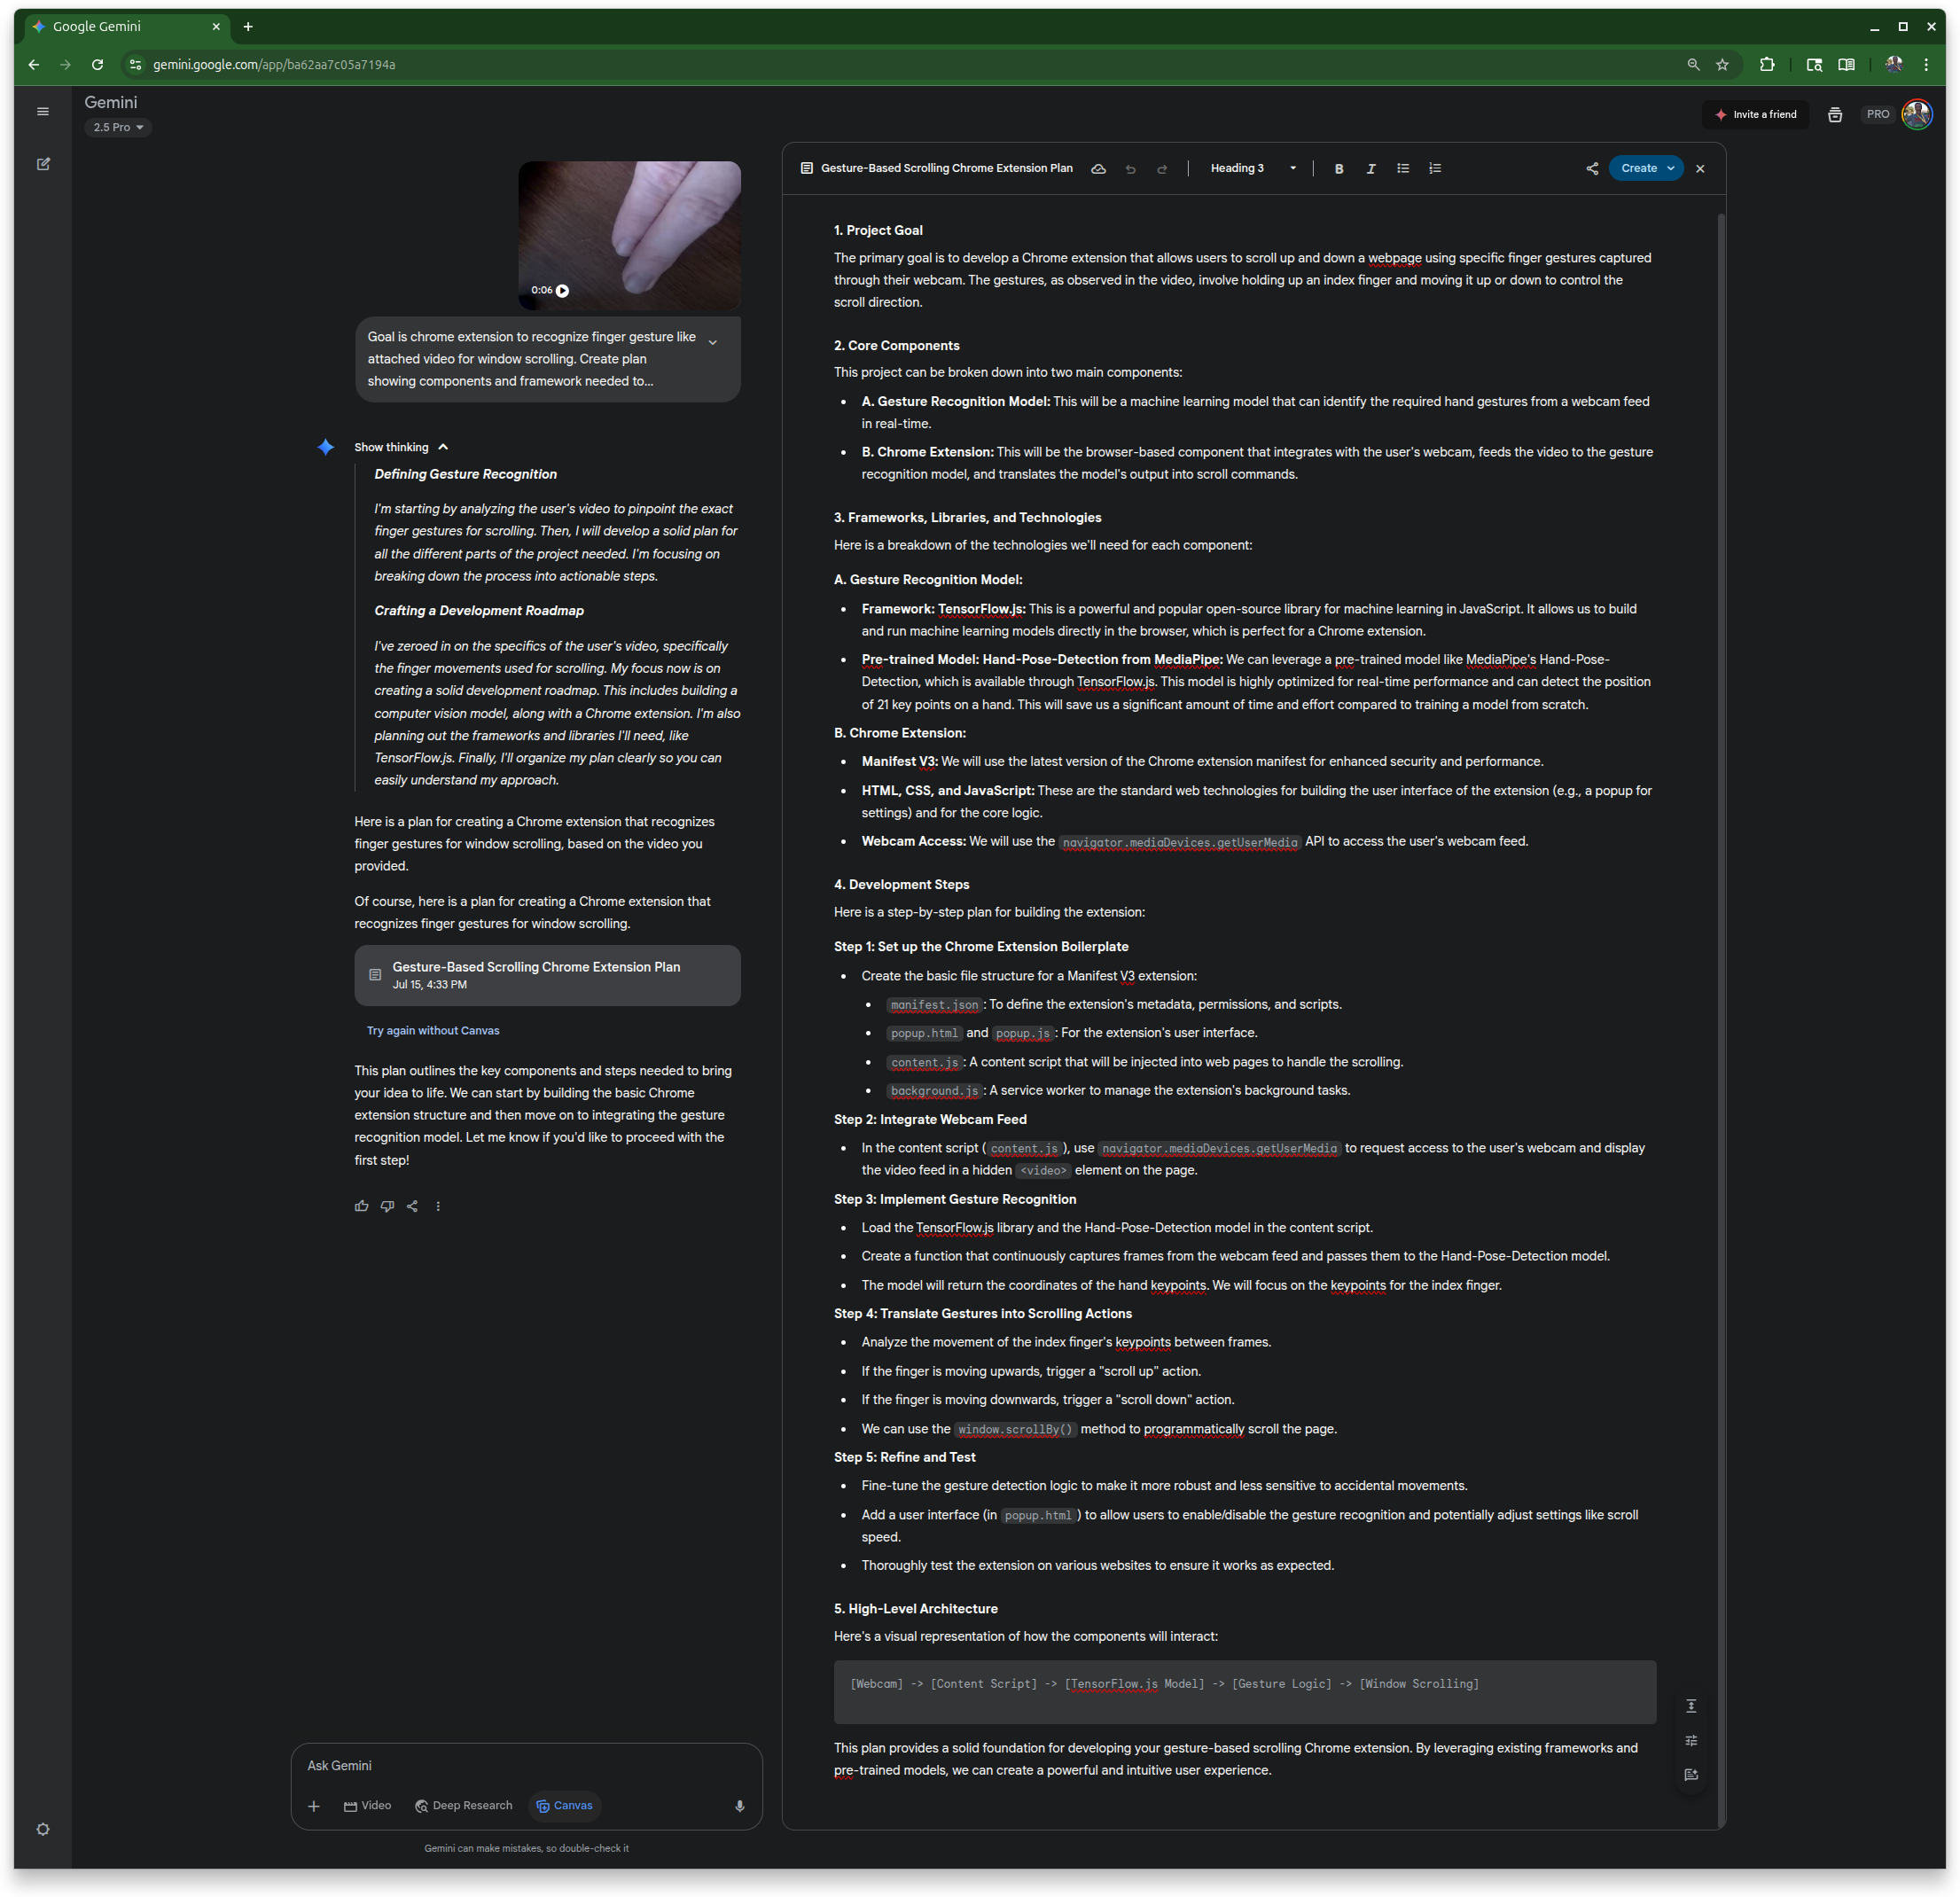 Google Gemini
gemini.google.com/app/ba62aa7c05a7194a
Gemini
2.5 Pro
Invite a friend
PRO
0:06
Goal is chrome extension to recognize finger gesture like
attached video for window scrolling. Create plan
showing components and framework needed to...
Show thinking
Defining Gesture Recognition
I'm starting by analyzing the user's video to pinpoint the exact
finger gestures for scrolling. Then, I will develop a solid plan for
all the different parts of the project needed. I'm focusing on
breaking down the process into actionable steps.
Crafting a Development Roadmap
I've zeroed in on the specifics of the user's video, specifically
the finger movements used for scrolling. My focus now is on
creating a solid development roadmap. This includes building a
computer vision model, along with a Chrome extension. I'm also
planning out the frameworks and libraries I'll need, like
TensorFlow.js. Finally, I'll organize my plan clearly so you can
easily understand my approach.
Here is a plan for creating a Chrome extension that recognizes
finger gestures for window scrolling, based on the video you
provided.
Of course, here is a plan for creating a Chrome extension that
recognizes finger gestures for window scrolling.
Gesture-Based Scrolling Chrome Extension Plan
Jul 15, 4:33 PM
Try again without Canvas
This plan outlines the key components and steps needed to bring
your idea to life. We can start by building the basic Chrome
extension structure and then move on to integrating the gesture
recognition model. Let me know if you'd like to proceed with the
first step!
Ask Gemini
Video
Deep Research
Canvas
Gemini can make mistakes, so double-check it
Gesture-Based Scrolling Chrome Extension Plan
Heading 3
B
I
Create
1. Project Goal
The primary goal is to develop a Chrome extension that allows users to scroll up and down a webpage using specific finger gestures captured
through their webcam. The gestures, as observed in the video, involve holding up an index finger and moving it up or down to control the
scroll direction.
2. Core Components
This project can be broken down into two main components:
• A. Gesture Recognition Model: This will be a machine learning model that can identify the required hand gestures from a webcam feed
in real-time.
• B. Chrome Extension: This will be the browser-based component that integrates with the user's webcam, feeds the video to the gesture
recognition model, and translates the model's output into scroll commands.
3. Frameworks, Libraries, and Technologies
Here is a breakdown of the technologies we'll need for each component:
A. Gesture Recognition Model:
• Framework: TensorFlow.js: This is a powerful and popular open-source library for machine learning in JavaScript. It allows us to build
and run machine learning models directly in the browser, which is perfect for a Chrome extension.
• Pre-trained Model: Hand-Pose-Detection from MediaPipe: We can leverage a pre-trained model like MediaPipe's Hand-Pose-
Detection, which is available through TensorFlow.js. This model is highly optimized for real-time performance and can detect the position
of 21 key points on a hand. This will save us a significant amount of time and effort compared to training a model from scratch.
B. Chrome Extension:
• Manifest V3: We will use the latest version of the Chrome extension manifest for enhanced security and performance.
• HTML, CSS, and JavaScript: These are the standard web technologies for building the user interface of the extension (e.g., a popup for
settings) and for the core logic.
• Webcam Access: We will use the navigator.mediaDevices.getUserMedia API to access the user's webcam feed.
4. Development Steps
Here is a step-by-step plan for building the extension:
Step 1: Set up the Chrome Extension Boilerplate
• Create the basic file structure for a Manifest V3 extension:
• manifest.json: To define the extension's metadata, permissions, and scripts.
• popup.html and popup.js: For the extension's user interface.
• content.js: A content script that will be injected into web pages to handle the scrolling.
• background.js: A service worker to manage the extension's background tasks.
Step 2: Integrate Webcam Feed
• In the content script (content.js), use navigator.mediaDevices.getUserMedia to request access to the user's webcam and display
the video feed in a hidden <video> element on the page.
Step 3: Implement Gesture Recognition
• Load the TensorFlow.js library and the Hand-Pose-Detection model in the content script.
• Create a function that continuously captures frames from the webcam feed and passes them to the Hand-Pose-Detection model.
• The model will return the coordinates of the hand keypoints. We will focus on the keypoints for the index finger.
Step 4: Translate Gestures into Scrolling Actions
• Analyze the movement of the index finger's keypoints between frames.
• If the finger is moving upwards, trigger a "scroll up" action.
• If the finger is moving downwards, trigger a "scroll down" action.
• We can use the window.scrollBy() method to programmatically scroll the page.
Step 5: Refine and Test
• Fine-tune the gesture detection logic to make it more robust and less sensitive to accidental movements.
• Add a user interface (in popup.html) to allow users to enable/disable the gesture recognition and potentially adjust settings like scroll
speed.
• Thoroughly test the extension on various websites to ensure it works as expected.
5. High-Level Architecture
Here's a visual representation of how the components will interact:
[Webcam] -> [Content Script] -> [TensorFlow.js Model] -> [Gesture Logic] -> [Window Scrolling]
This plan provides a solid foundation for developing your gesture-based scrolling Chrome extension. By leveraging existing frameworks and
pre-trained models, we can create a powerful and intuitive user experience.